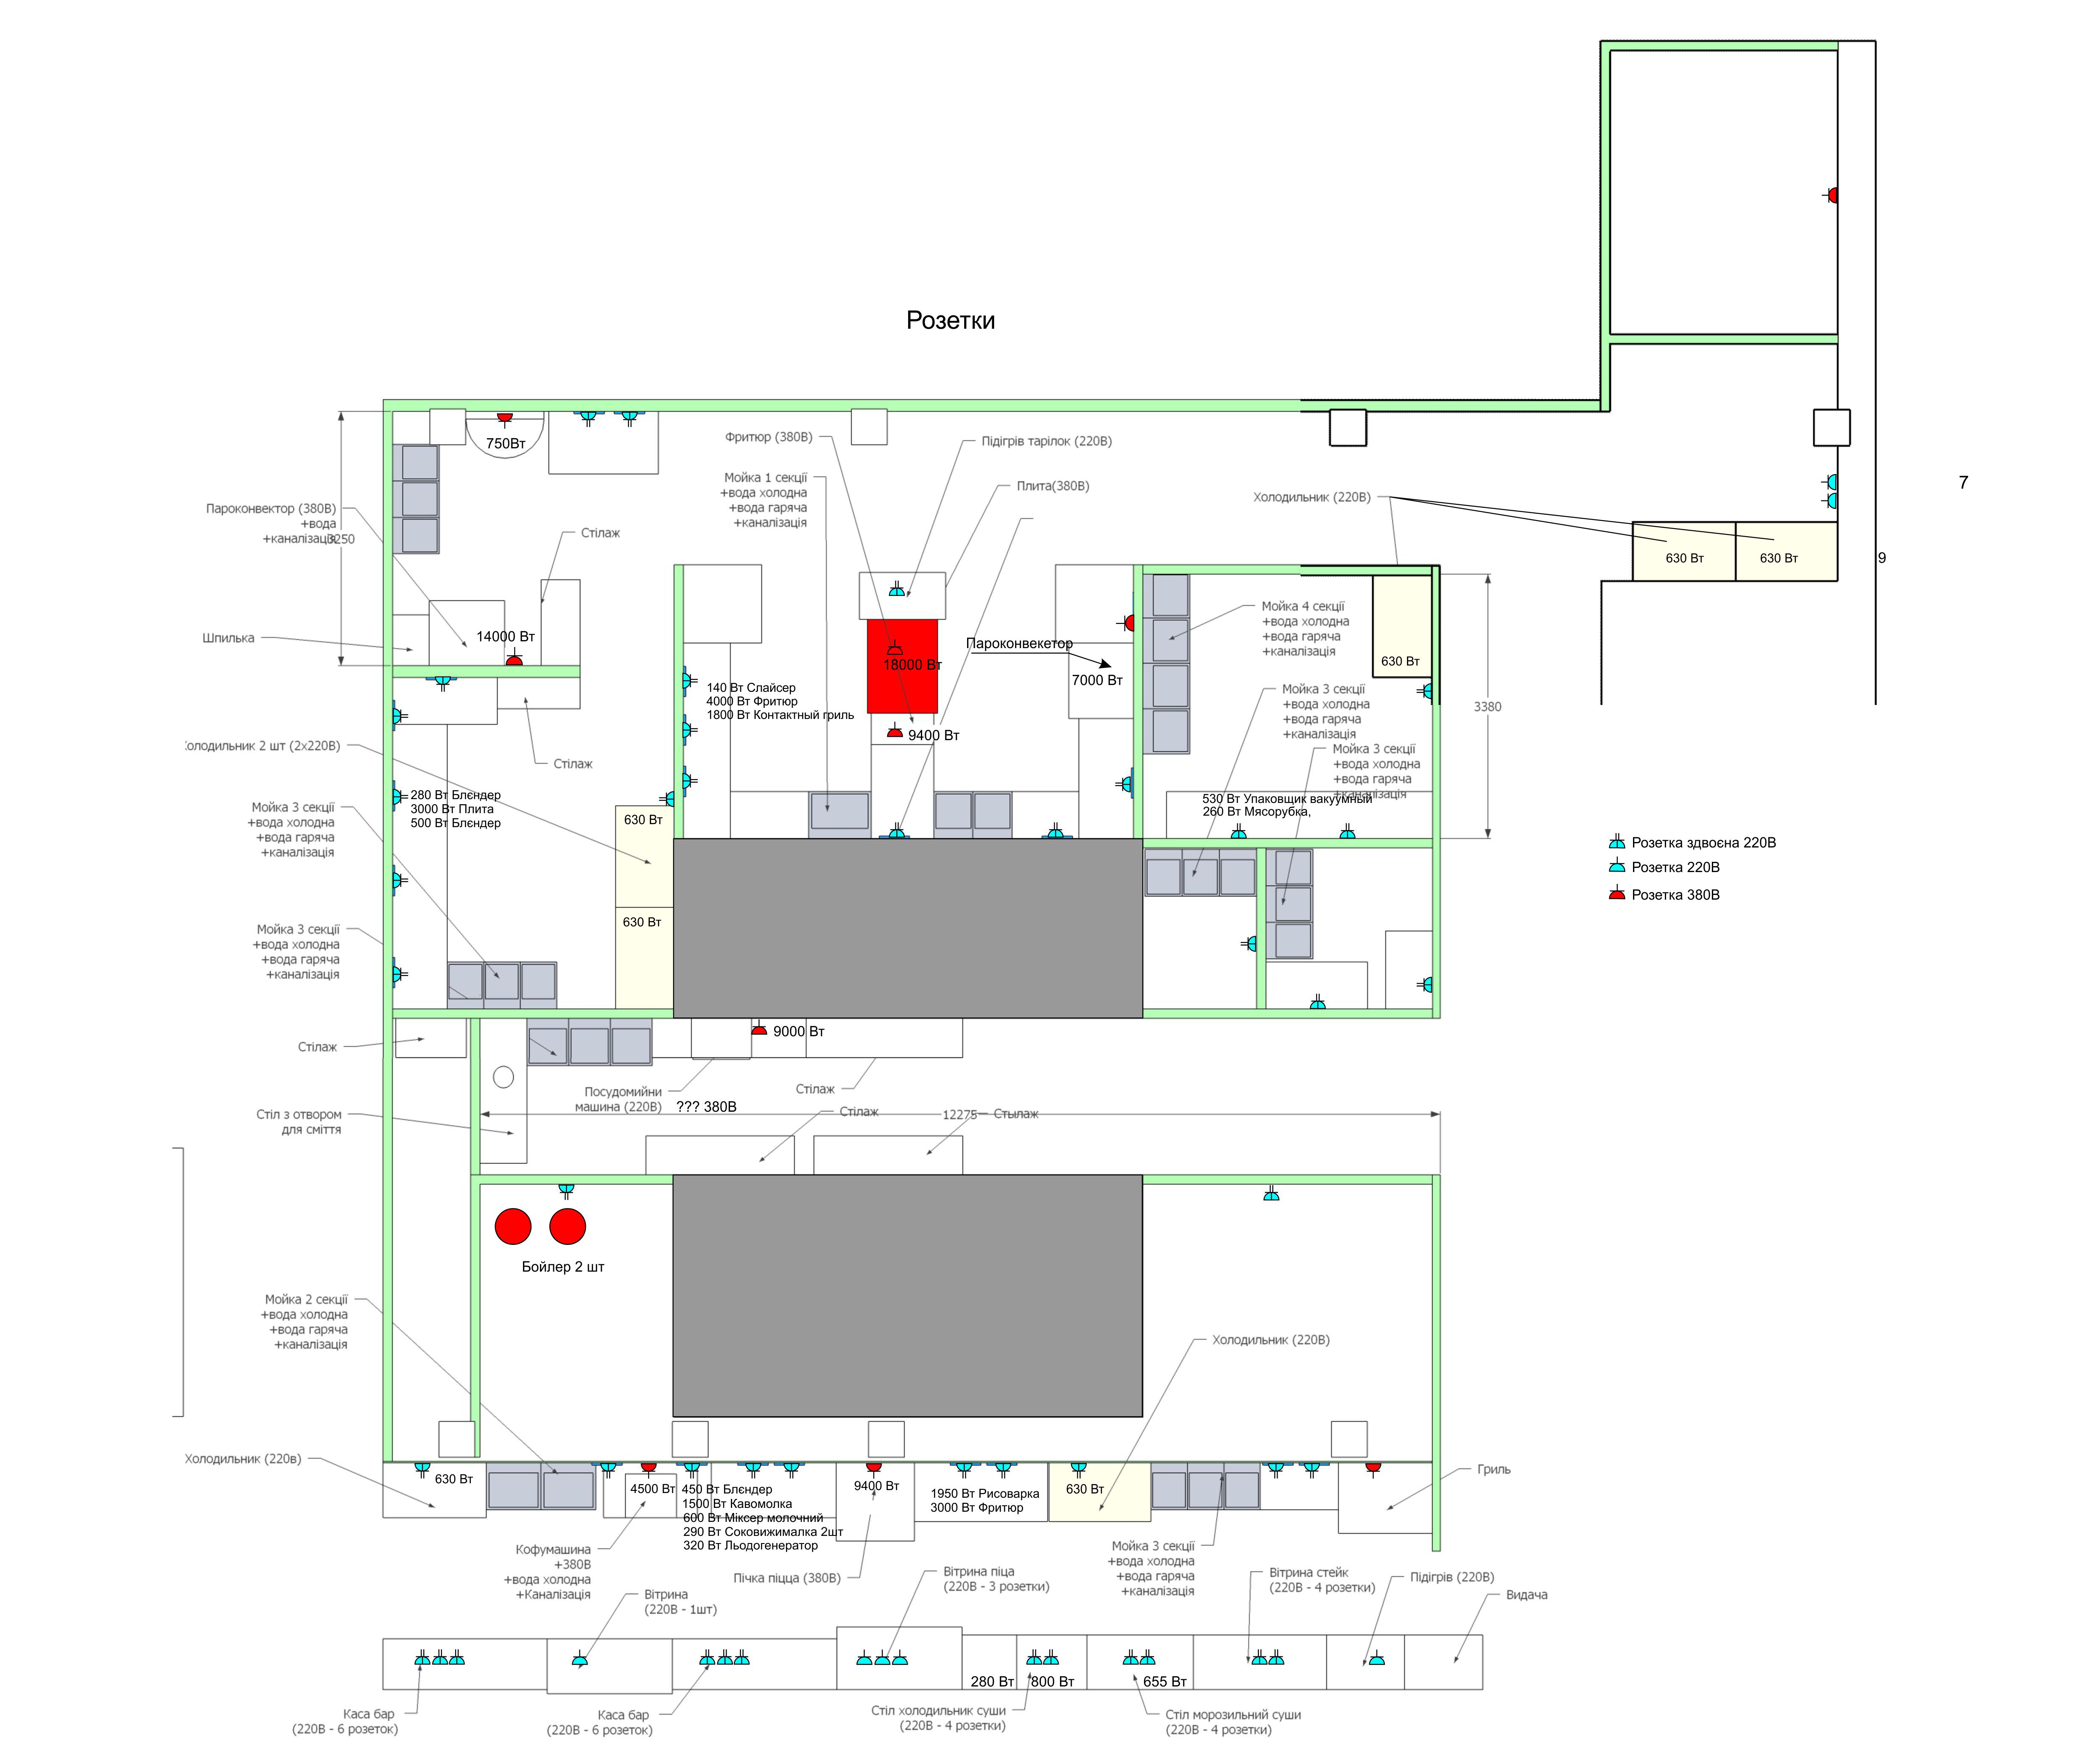 Розетки
750Вт
Фритюр (380В)
Підігрів тарілок (220В)
Мойка 1 секції
+вода холодна
+вода гаряча
+каналізація
Плита(380В)
Холодильник (220В)
7
Пароконвектор (380В)
+вода
+каналізація
3250
Стілаж
630 Вт
630 Вт
9
Шпилька
14000 Вт
18000 Вт
Пароконвекетор
7000 Вт
Мойка 4 секції
+вода холодна
+вода гаряча
+каналізація
630 Вт
140 Вт Слайсер
4000 Вт Фритюр
1800 Вт Контактный гриль
9400 Вт
Мойка 3 секції
+вода холодна
+вода гаряча
+каналізація
3380
Холодильник 2 шт (2х220В)
Стілаж
Мойка 3 секції
+вода холодна
+вода гаряча
+каналізація
280 Вт Блєндер
3000 Вт Плита
500 Вт Блєндер
Мойка 3 секції
+вода холодна
+вода гаряча
+каналізація
630 Вт
530 Вт Упаковщик вакуумный
260 Вт Мясорубка,
Розетка здвоєна 220В
Розетка 220В
Розетка 380В
630 Вт
Мойка 3 секції
+вода холодна
+вода гаряча
+каналізація
Стілаж
9000 Вт
Посудомийни
машина (220В)
??? 380В
Стілаж
Стілаж
12275
Стылаж
Стіл з отвором
для сміття
Бойлер 2 шт
Мойка 2 секції
+вода холодна
+вода гаряча
+каналізація
Холодильник (220В)
Холодильник (220в)
630 Вт
4500 Вт
450 Вт Блєндер
1500 Вт Кавомолка
600 Вт Міксер молочний
290 Вт Соковижималка 2шт
320 Вт Льодогенератор
9400 Вт
1950 Вт Рисоварка
3000 Вт Фритюр
630 Вт
Гриль
Кофумашина
+380В
+вода холодна
+Каналізація
Пічка піцца (380В)
Мойка 3 секції
+вода холодна
+вода гаряча
+каналізація
Вітрина
(220В - 1шт)
Вітрина піца
(220В - 3 розетки)
Вітрина стейк
(220В - 4 розетки)
Підігрів (220В)
Видача
280 Вт
800 Вт
655 Вт
Каса бар
(220В - 6 розеток)
Каса бар
(220В - 6 розеток)
Стіл холодильник суши
(220В - 4 розетки)
Стіл морозильний суши
(220В - 4 розетки)